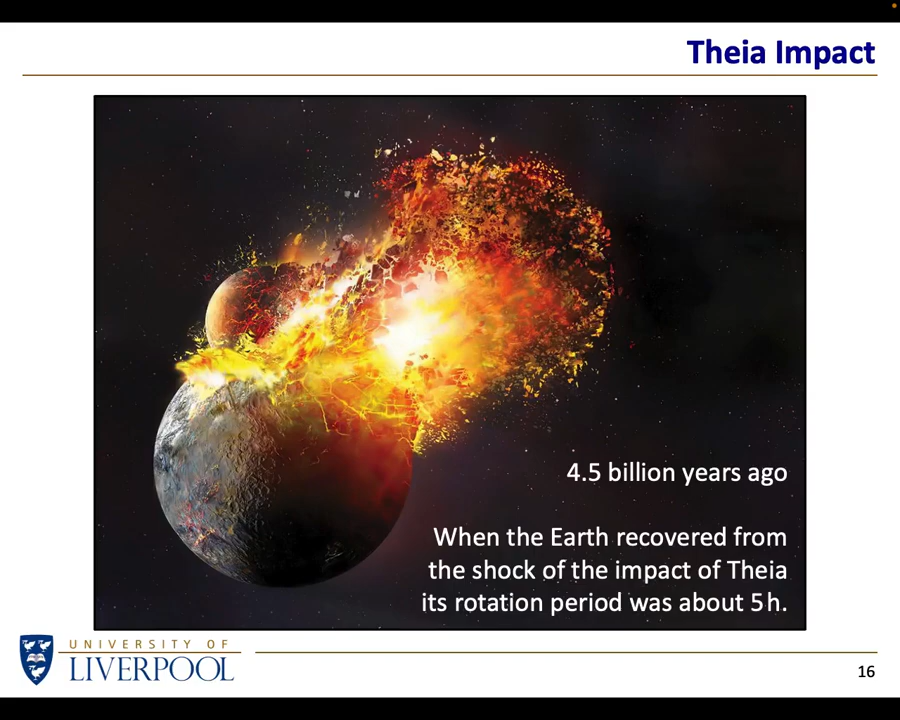 Theia Impact
4.5 billion years ago
When the Earth recovered from
the shock of the impact of Theia
its rotation period was about 5 h.
UNIVERSITY OF
LIVERPOOL
16